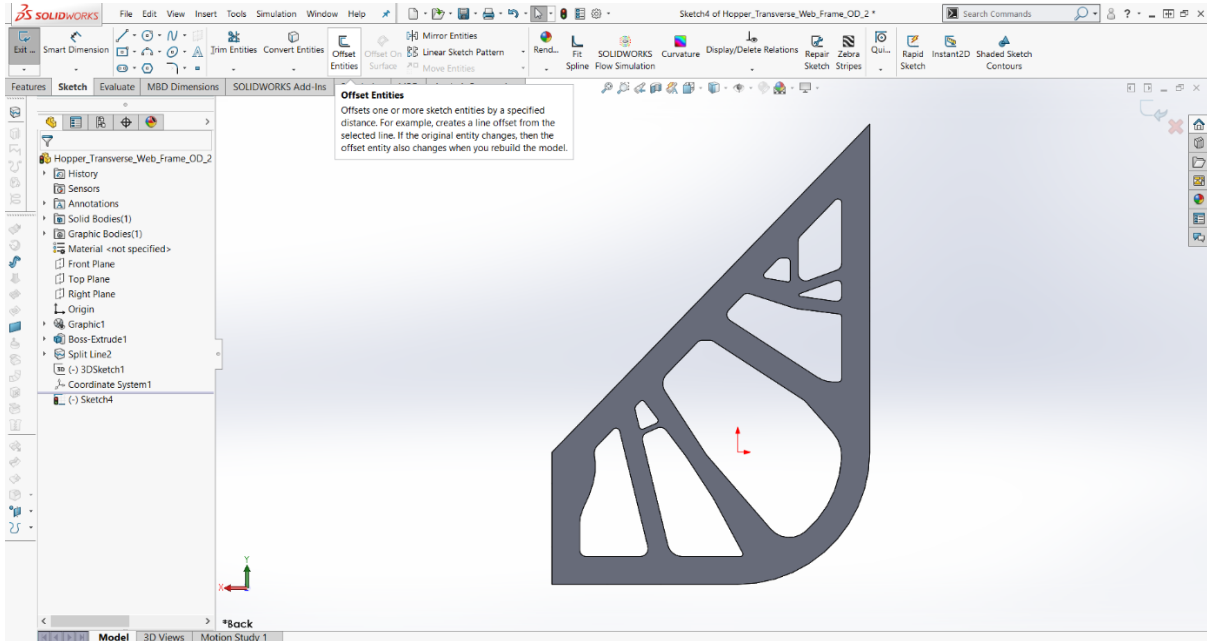 SOLIDWORKS File Edit View Insert Tools Simulation Window Help Sketch4 of Hopper_Transverse_Web_Frame_OD_2 * Search Commands ?
Exit ... Smart Dimension Trim Entities Convert Entities Offset Entities Offset On Surface Mirror Entities
Linear Sketch Pattern
Move Entities
Rend... Fit Spline SOLIDWORKS Flow Simulation Curvature Display/Delete Relations Repair Sketch Zebra Stripes Qui... Rapid Sketch Instant2D Shaded Sketch Contours
Features Sketch Evaluate MBD Dimensions SOLIDWORKS Add-Ins
Offset Entities
Offsets one or more sketch entities by a specified
distance. For example, creates a line offset from the
selected line. If the original entity changes, then the
offset entity also changes when you rebuild the model.
Hopper_Transverse_Web_Frame_OD_2
History
Sensors
Annotations
Solid Bodies(1)
Graphic Bodies(1)
Material <not specified>
Front Plane
Top Plane
Right Plane
Origin
Graphic1
Boss-Extrude1
Split Line2
3D (-) 3DSketch1
Coordinate System1
(-) Sketch4
Y
X
*Back
Model 3D Views Motion Study 1